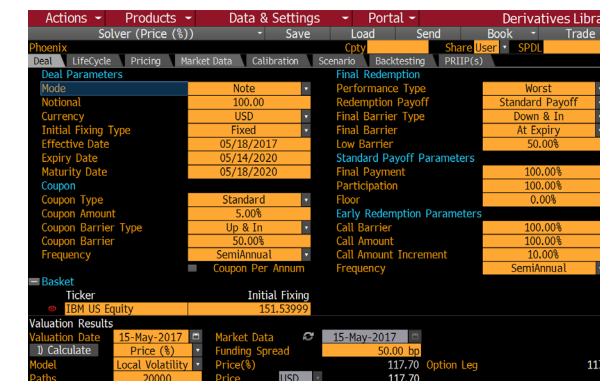 Actions Products Data & Settings Portal Derivatives Libra
Solver (Price (%)) Save Load Send Book Trade
Phoenix Cpty Share User SPDL
Deal LifeCycle Pricing Market Data Calibration Scenario Backtesting PRIIP(s)
Deal Parameters Final Redemption
Mode Note Performance Type Worst
Notional 100.00 Redemption Payoff Standard Payoff
Currency USD Final Barrier Type Down & In
Initial Fixing Type Fixed Final Barrier At Expiry
Effective Date 05/18/2017 Low Barrier 50.00%
Expiry Date 05/14/2020 Standard Payoff Parameters
Maturity Date 05/18/2020 Final Payment 100.00%
Coupon Participation 100.00%
Coupon Type Standard Floor 0.00%
Coupon Amount 5.00% Early Redemption Parameters
Coupon Barrier Type Up & In Call Barrier 100.00%
Coupon Barrier 50.00% Call Amount 100.00%
Frequency SemiAnnual Call Amount Increment 10.00%
Coupon Per Annum Frequency SemiAnnual
Basket
Ticker Initial Fixing
IBM US Equity 151.53999
Valuation Results
Valuation Date 15-May-2017 Market Data 15-May-2017
1) Calculate Price (%) Funding Spread 50.00 bp
Model Local Volatility Price(%) 117.70 Option Leg 11
Paths 20000 Price USD 117.70